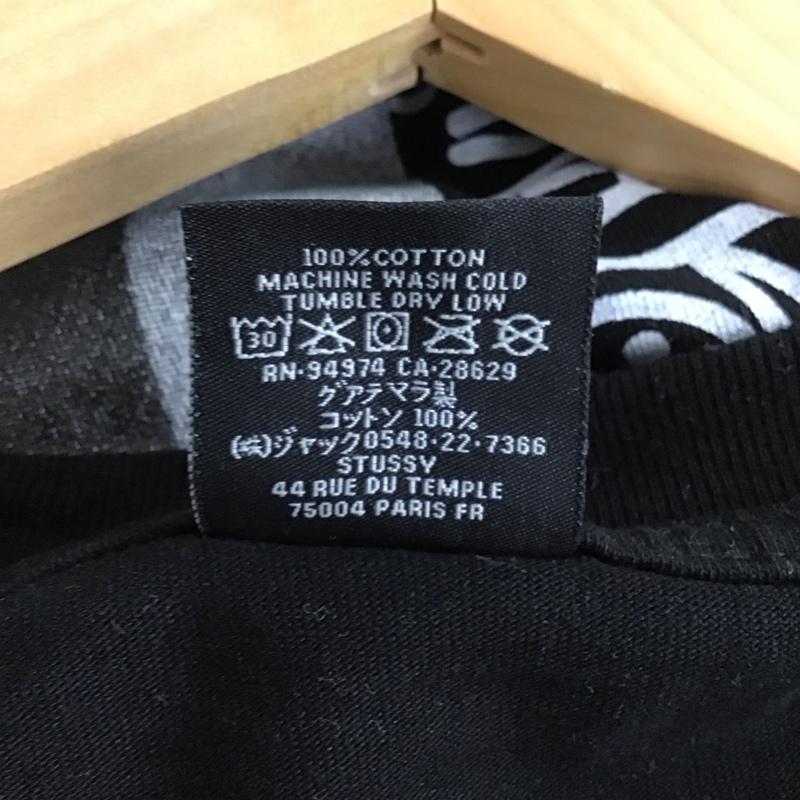 100%COTTON
MACHINE WASH COLD
TUMBLE DRY LOW
30
RN·94974 CA·28629
グアテマラ製
コットン 100%
(株)ジャック0548·22·7366
STUSSY
44 RUE DU TEMPLE
75004 PARIS FR